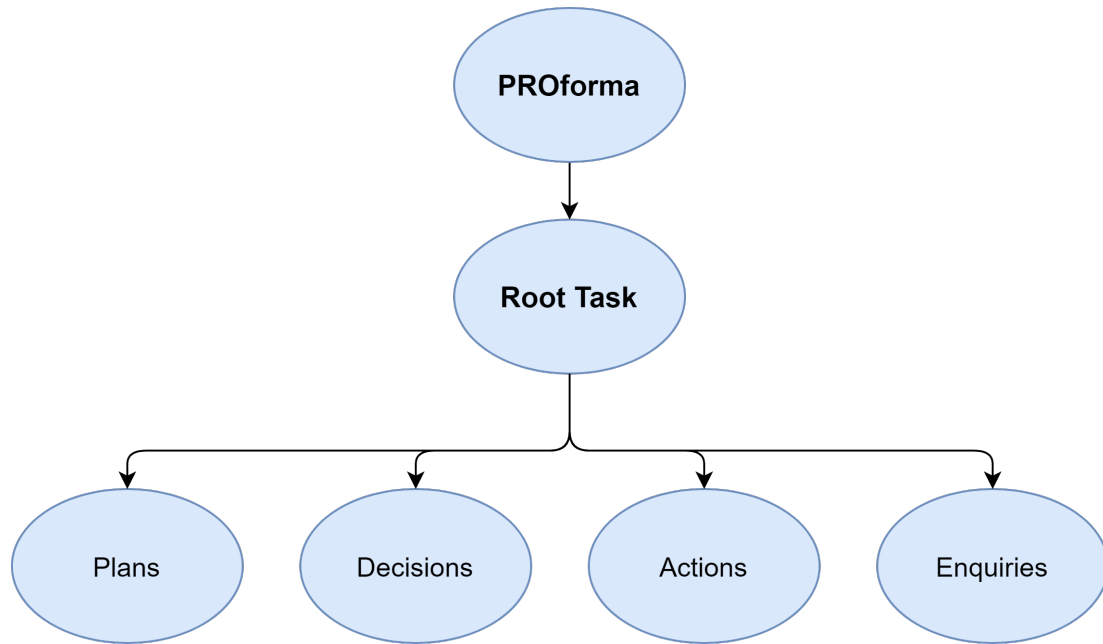 PROforma
Root Task
Plans
Decisions
Actions
Enquiries